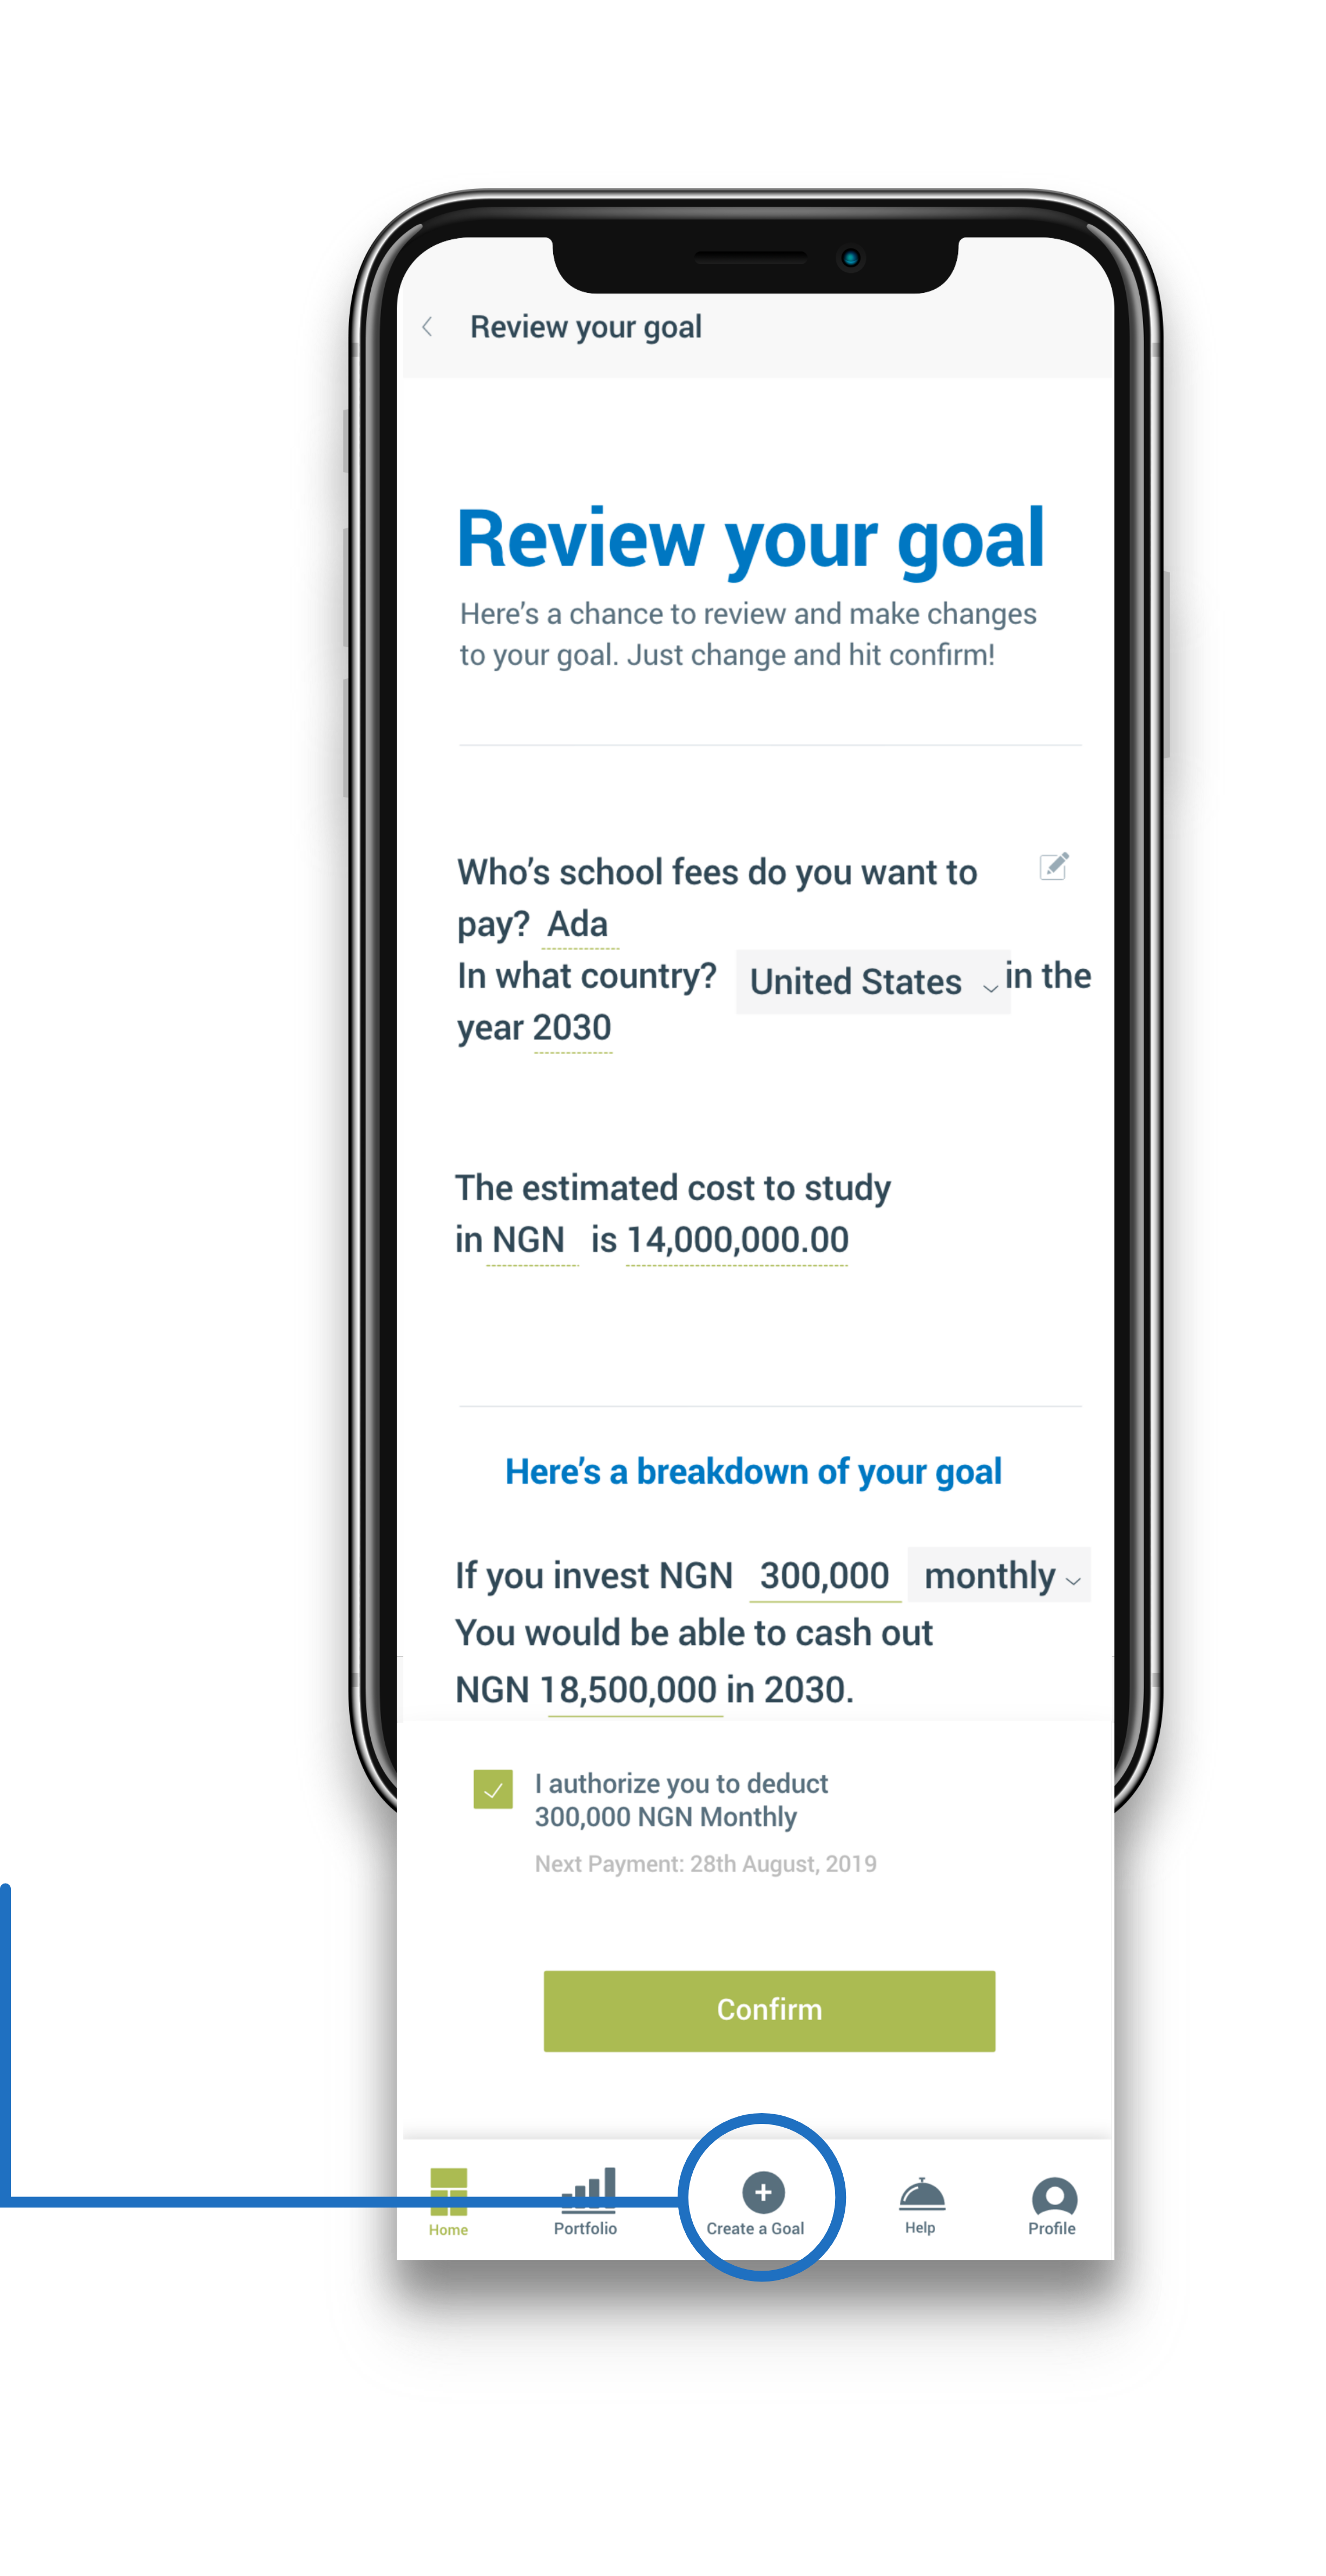 Review your goal
Review your goal
Here’s a chance to review and make changes
to your goal. Just change and hit confirm!
Who’s school fees do you want to
pay? Ada
In what country? United States in the
year 2030
The estimated cost to study
in NGN is 14,000,000.00
Here’s a breakdown of your goal
If you invest NGN 300,000 monthly
You would be able to cash out
NGN 18,500,000 in 2030.
I authorize you to deduct
300,000 NGN Monthly
Next Payment: 28th August, 2019
Confirm
Home Portfolio Create a Goal Help Profile